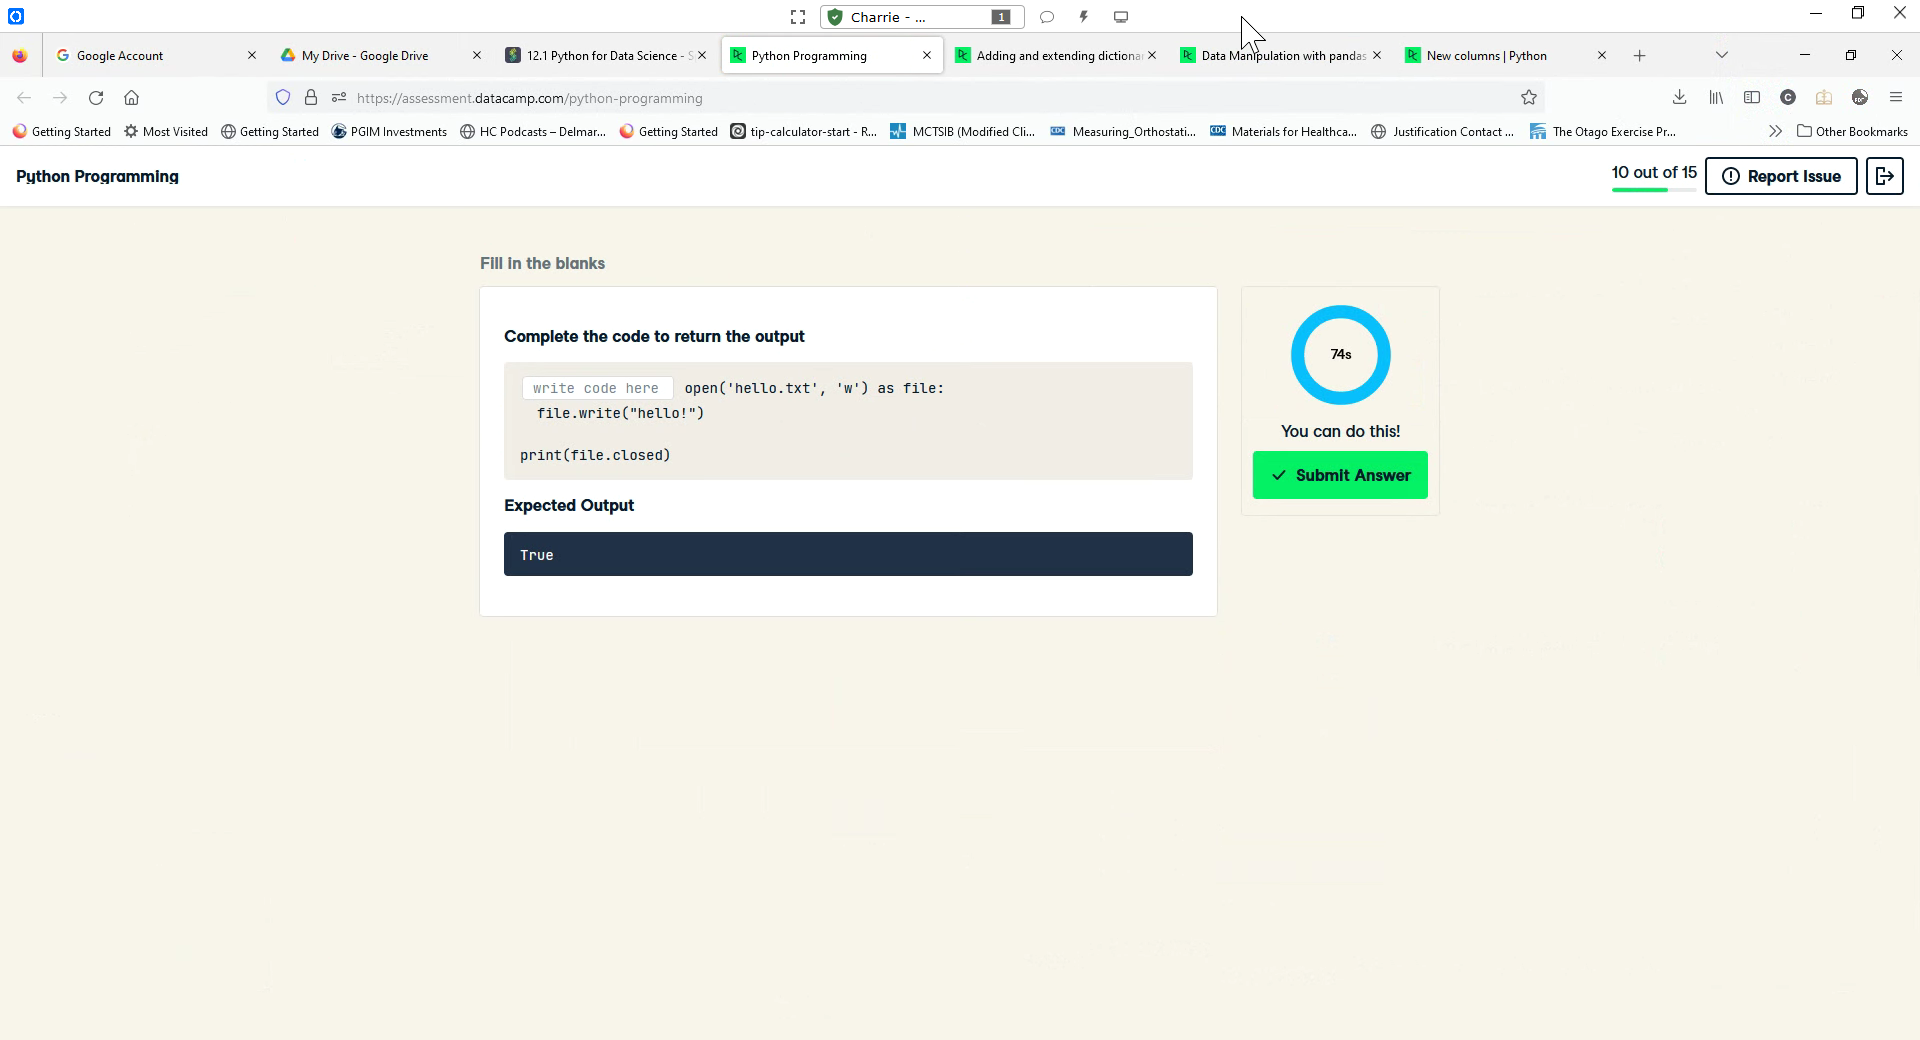 Charrie - ... 1
Google Account
My Drive - Google Drive
12.1 Python for Data Science - S
Python Programming
Adding and extending dictionar
Data Manipulation with pandas
New columns | Python
https://assessment.datacamp.com/python-programming
Getting Started
Most Visited
Getting Started
PGIM Investments
HC Podcasts – Delmar...
Getting Started
tip-calculator-start - R...
MCTSIB (Modified Cli...
CDC Measuring_Orthostati...
CDC Materials for Healthca...
Justification Contact ...
The Otago Exercise Pr...
Other Bookmarks
Python Programming
10 out of 15
Report Issue
Fill in the blanks
Complete the code to return the output
write code here open('hello.txt', 'w') as file:
file.write("hello!")
print(file.closed)
Expected Output
True
74s
You can do this!
Submit Answer